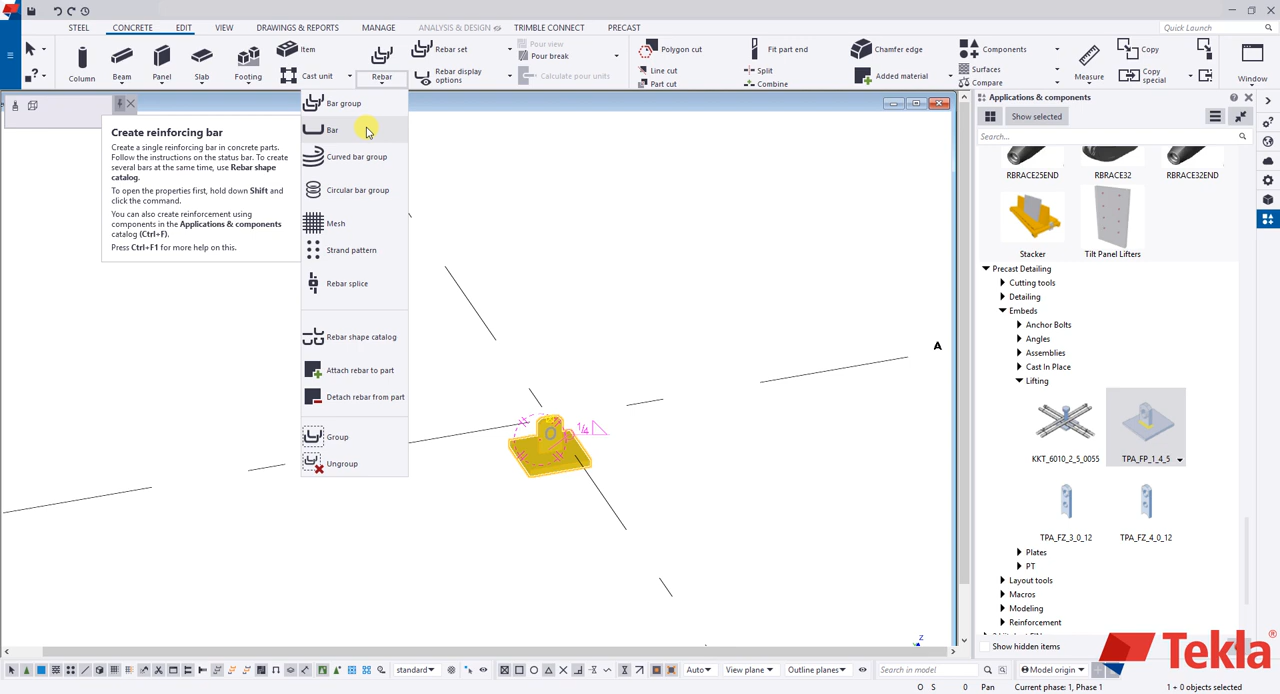 STEEL CONCRETE EDIT VIEW DRAWINGS & REPORTS MANAGE ANALYSIS & DESIGN TRIMBLE CONNECT PRECAST Quick Launch
Column Beam Panel Slab Footing
Item
Cast unit
Rebar
Rebar set
Rebar display
options
Pour view
Pour break
Calculate pour units
Polygon cut
Line cut
Part cut
Fit part end
Split
Combine
Chamfer edge
Added material
Components
Surfaces
Compare
Measure
Copy
Copy
special
Window
Create reinforcing bar
Create a single reinforcing bar in concrete parts.
Follow the instructions on the status bar. To create
several bars at the same time, use Rebar shape
catalog.
To open the properties first, hold down Shift and
click the command.
You can also create reinforcement using
components in the Applications & components
catalog (Ctrl+F).
Press Ctrl+F1 for more help on this.
Bar group
Bar
Curved bar group
Circular bar group
Mesh
Strand pattern
Rebar splice
Rebar shape catalog
Attach rebar to part
Detach rebar from part
Group
Ungroup
A
1/4
z
Applications & components
Show selected
Search...
RBRACE25END RBRACE32 RBRACE32END
Stacker Tilt Panel Lifters
Precast Detailing
Cutting tools
Detailing
Embeds
Anchor Bolts
Angles
Assemblies
Cast In Place
Lifting
KKT_6010_2_5_0055 TPA_FP_1_4_5
TPA_FZ_3_0_12 TPA_FZ_4_0_12
Plates
PT
Layout tools
Macros
Modeling
Reinforcement
Show hidden items
Tekla®
standard Auto View plane Outline planes Search in model Model origin
O S 0 Pan Current phase: 1, Phase 1 1 + 0 objects selected